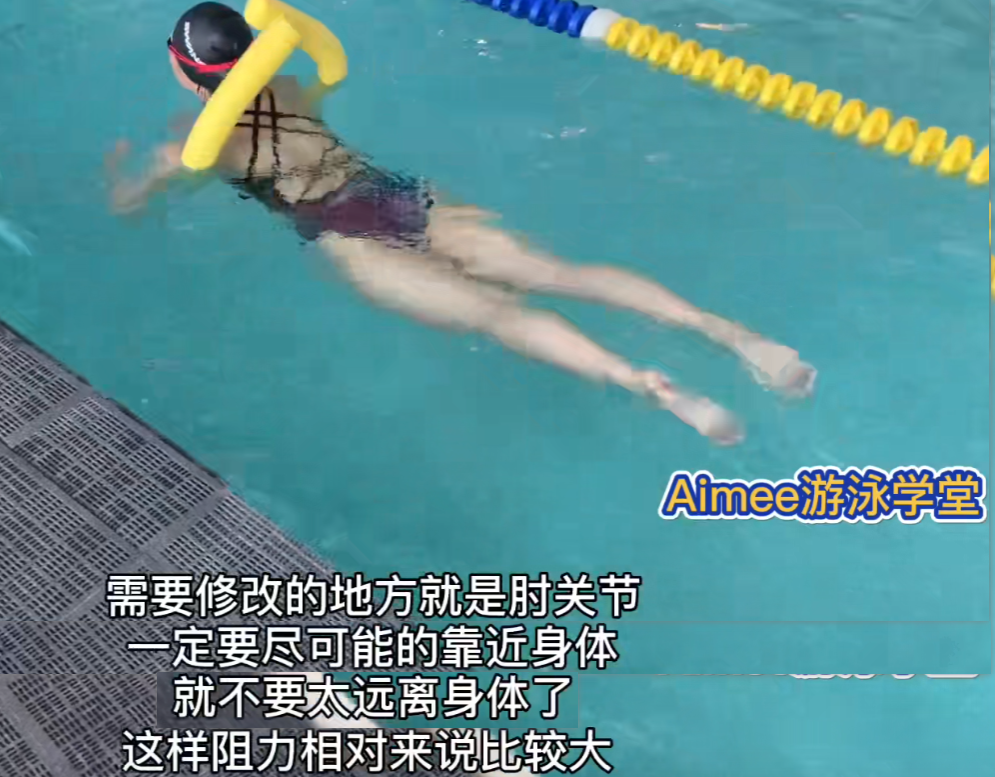 Aimee游泳学堂
需要修改的地方就是肘关节
一定要尽可能的靠近身体
就不要太远离身体了
这样阻力相对来说比较大